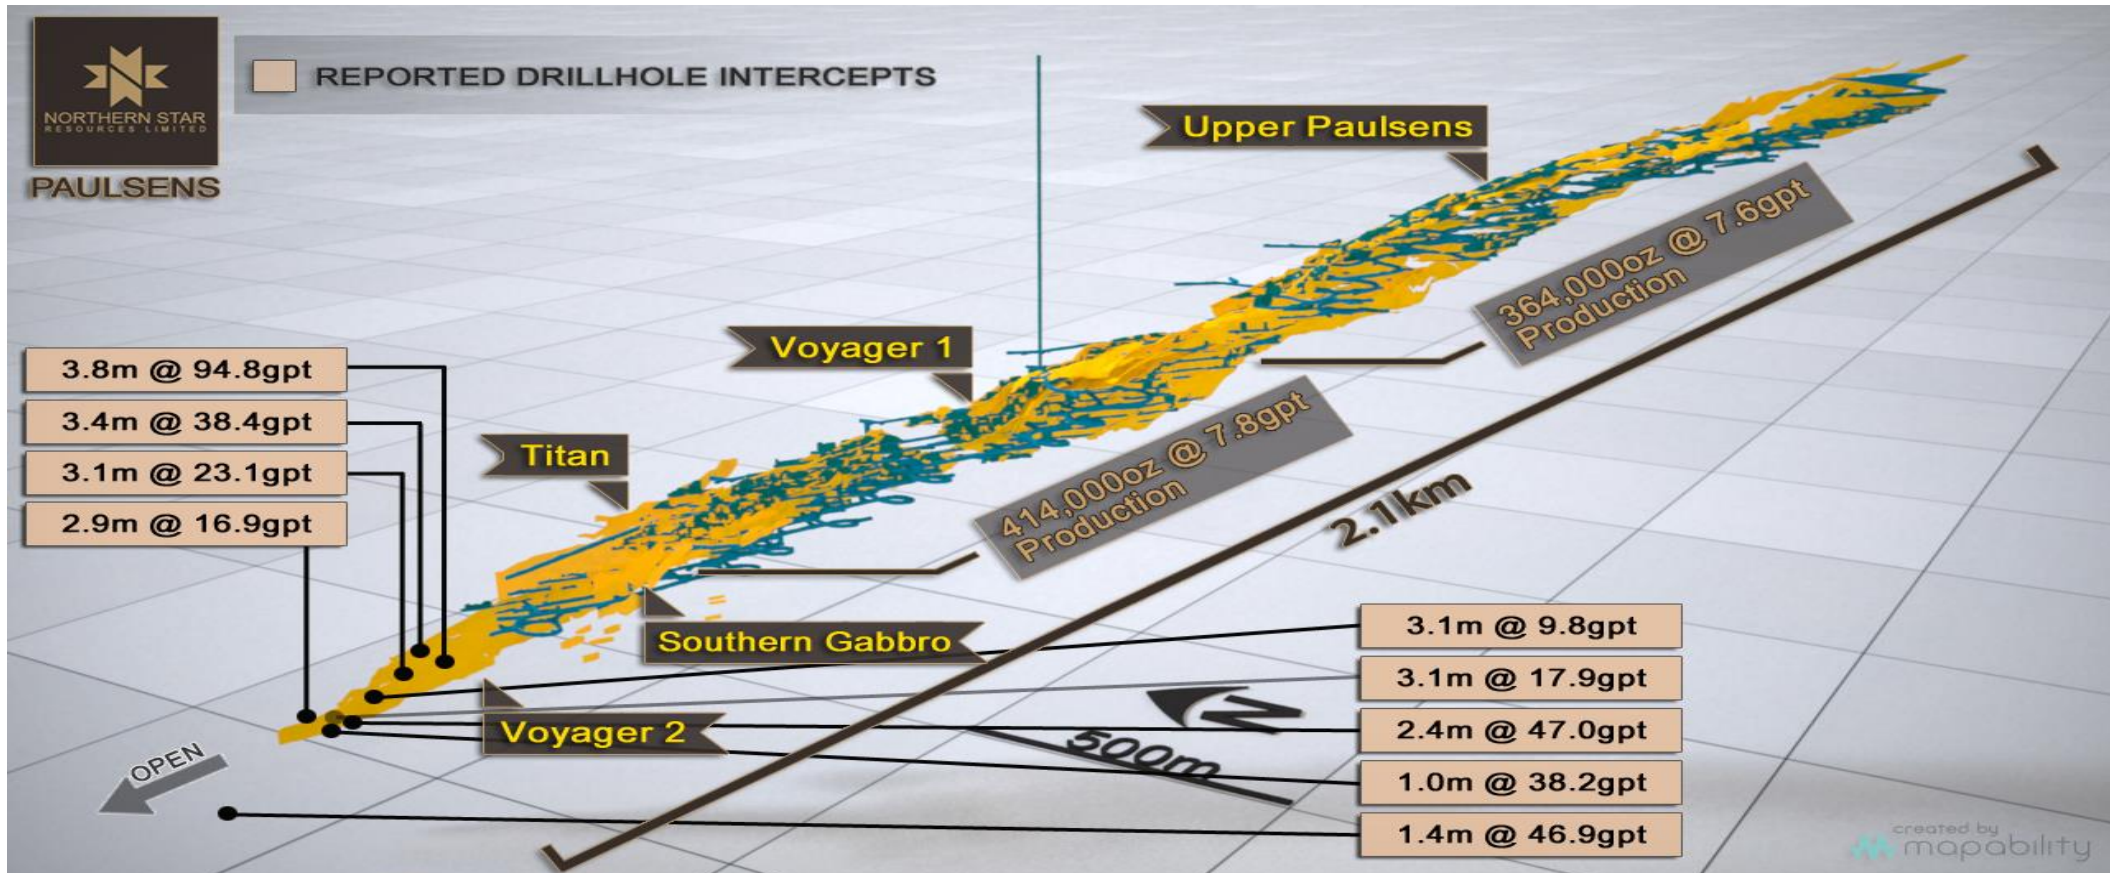 NORTHERN STAR
RESOURCES LIMITED
PAULSENS
REPORTED DRILLHOLE INTERCEPTS
Upper Paulsens
364,000oz @ 7.6gpt
Production
Voyager 1
414,000oz @ 7.8gpt
Production
2.1km
Titan
3.8m @ 94.8gpt
3.4m @ 38.4gpt
3.1m @ 23.1gpt
2.9m @ 16.9gpt
Southern Gabbro
Voyager 2
OPEN
N
500m
3.1m @ 9.8gpt
3.1m @ 17.9gpt
2.4m @ 47.0gpt
1.0m @ 38.2gpt
1.4m @ 46.9gpt
created by
mapability